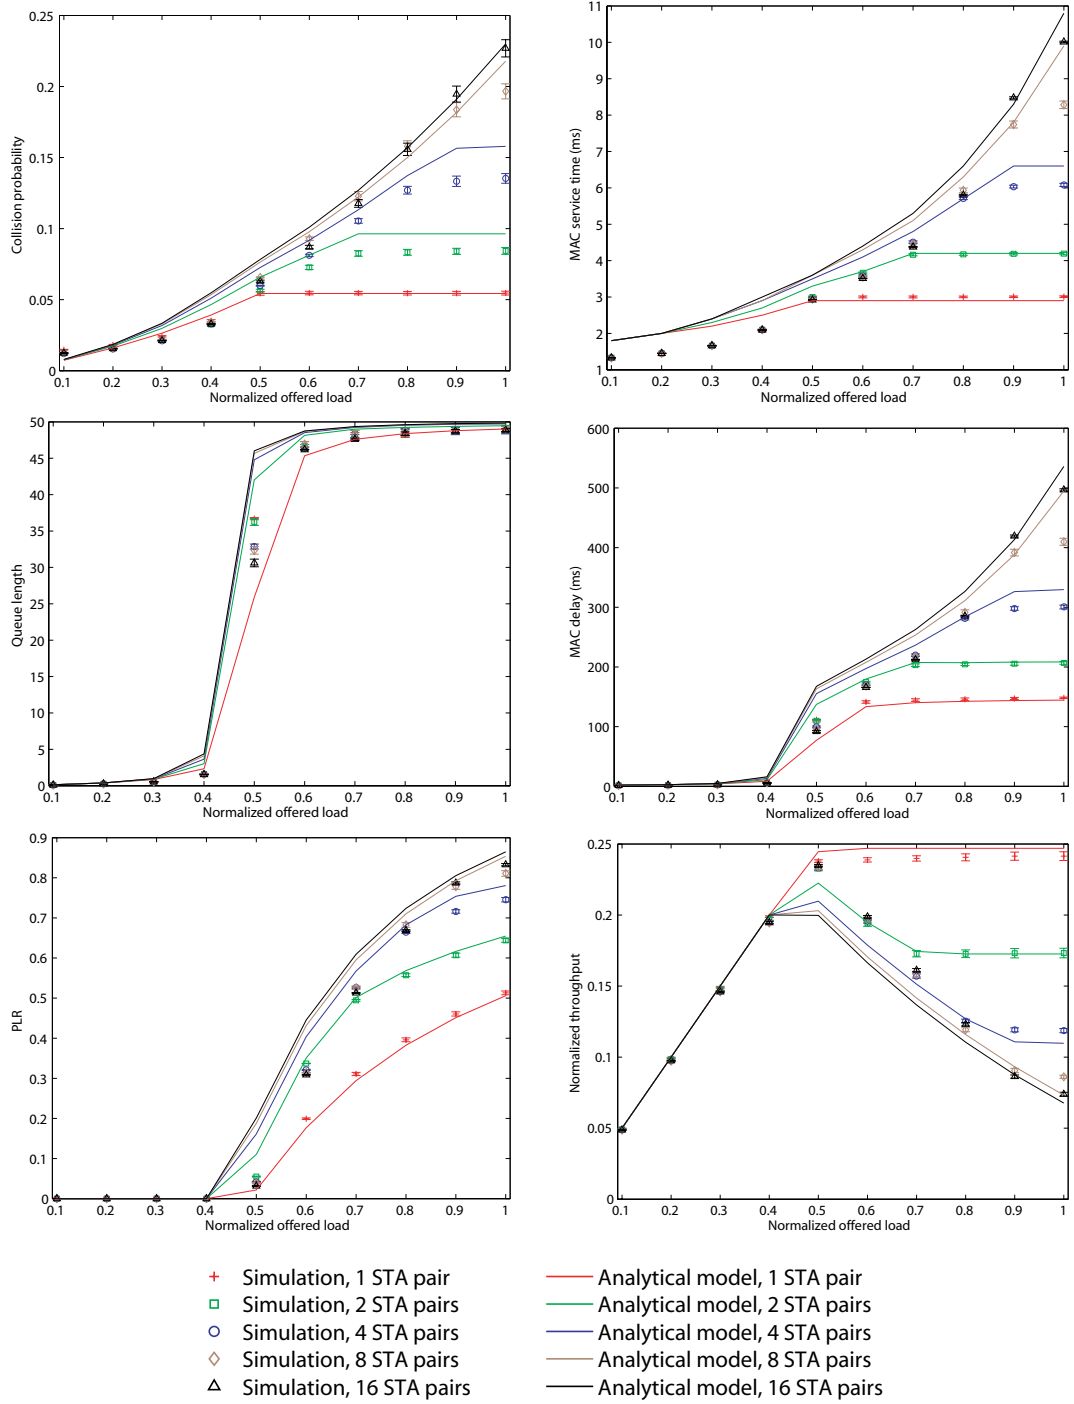 0.25
0.2
0.15
0.1
0.05
0
Collision probability
0.1 0.2 0.3 0.4 0.5 0.6 0.7 0.8 0.9 1
Normalized offered load
11
10
9
8
7
6
5
4
3
2
1
MAC service time (ms)
0.1 0.2 0.3 0.4 0.5 0.6 0.7 0.8 0.9 1
Normalized offered load
50
45
40
35
30
25
20
15
10
5
0
Queue length
0.1 0.2 0.3 0.4 0.5 0.6 0.7 0.8 0.9 1
Normalized offered load
600
500
400
300
200
100
0
MAC delay (ms)
0.1 0.2 0.3 0.4 0.5 0.6 0.7 0.8 0.9 1
Normalized offered load
0.9
0.8
0.7
0.6
0.5
0.4
0.3
0.2
0.1
0
PLR
0.1 0.2 0.3 0.4 0.5 0.6 0.7 0.8 0.9 1
Normalized offered load
0.25
0.2
0.15
0.1
0.05
0
Normalized throughput
0.1 0.2 0.3 0.4 0.5 0.6 0.7 0.8 0.9 1
Normalized offered load
Simulation, 1 STA pair
Simulation, 2 STA pairs
Simulation, 4 STA pairs
Simulation, 8 STA pairs
Simulation, 16 STA pairs
Analytical model, 1 STA pair
Analytical model, 2 STA pairs
Analytical model, 4 STA pairs
Analytical model, 8 STA pairs
Analytical model, 16 STA pairs